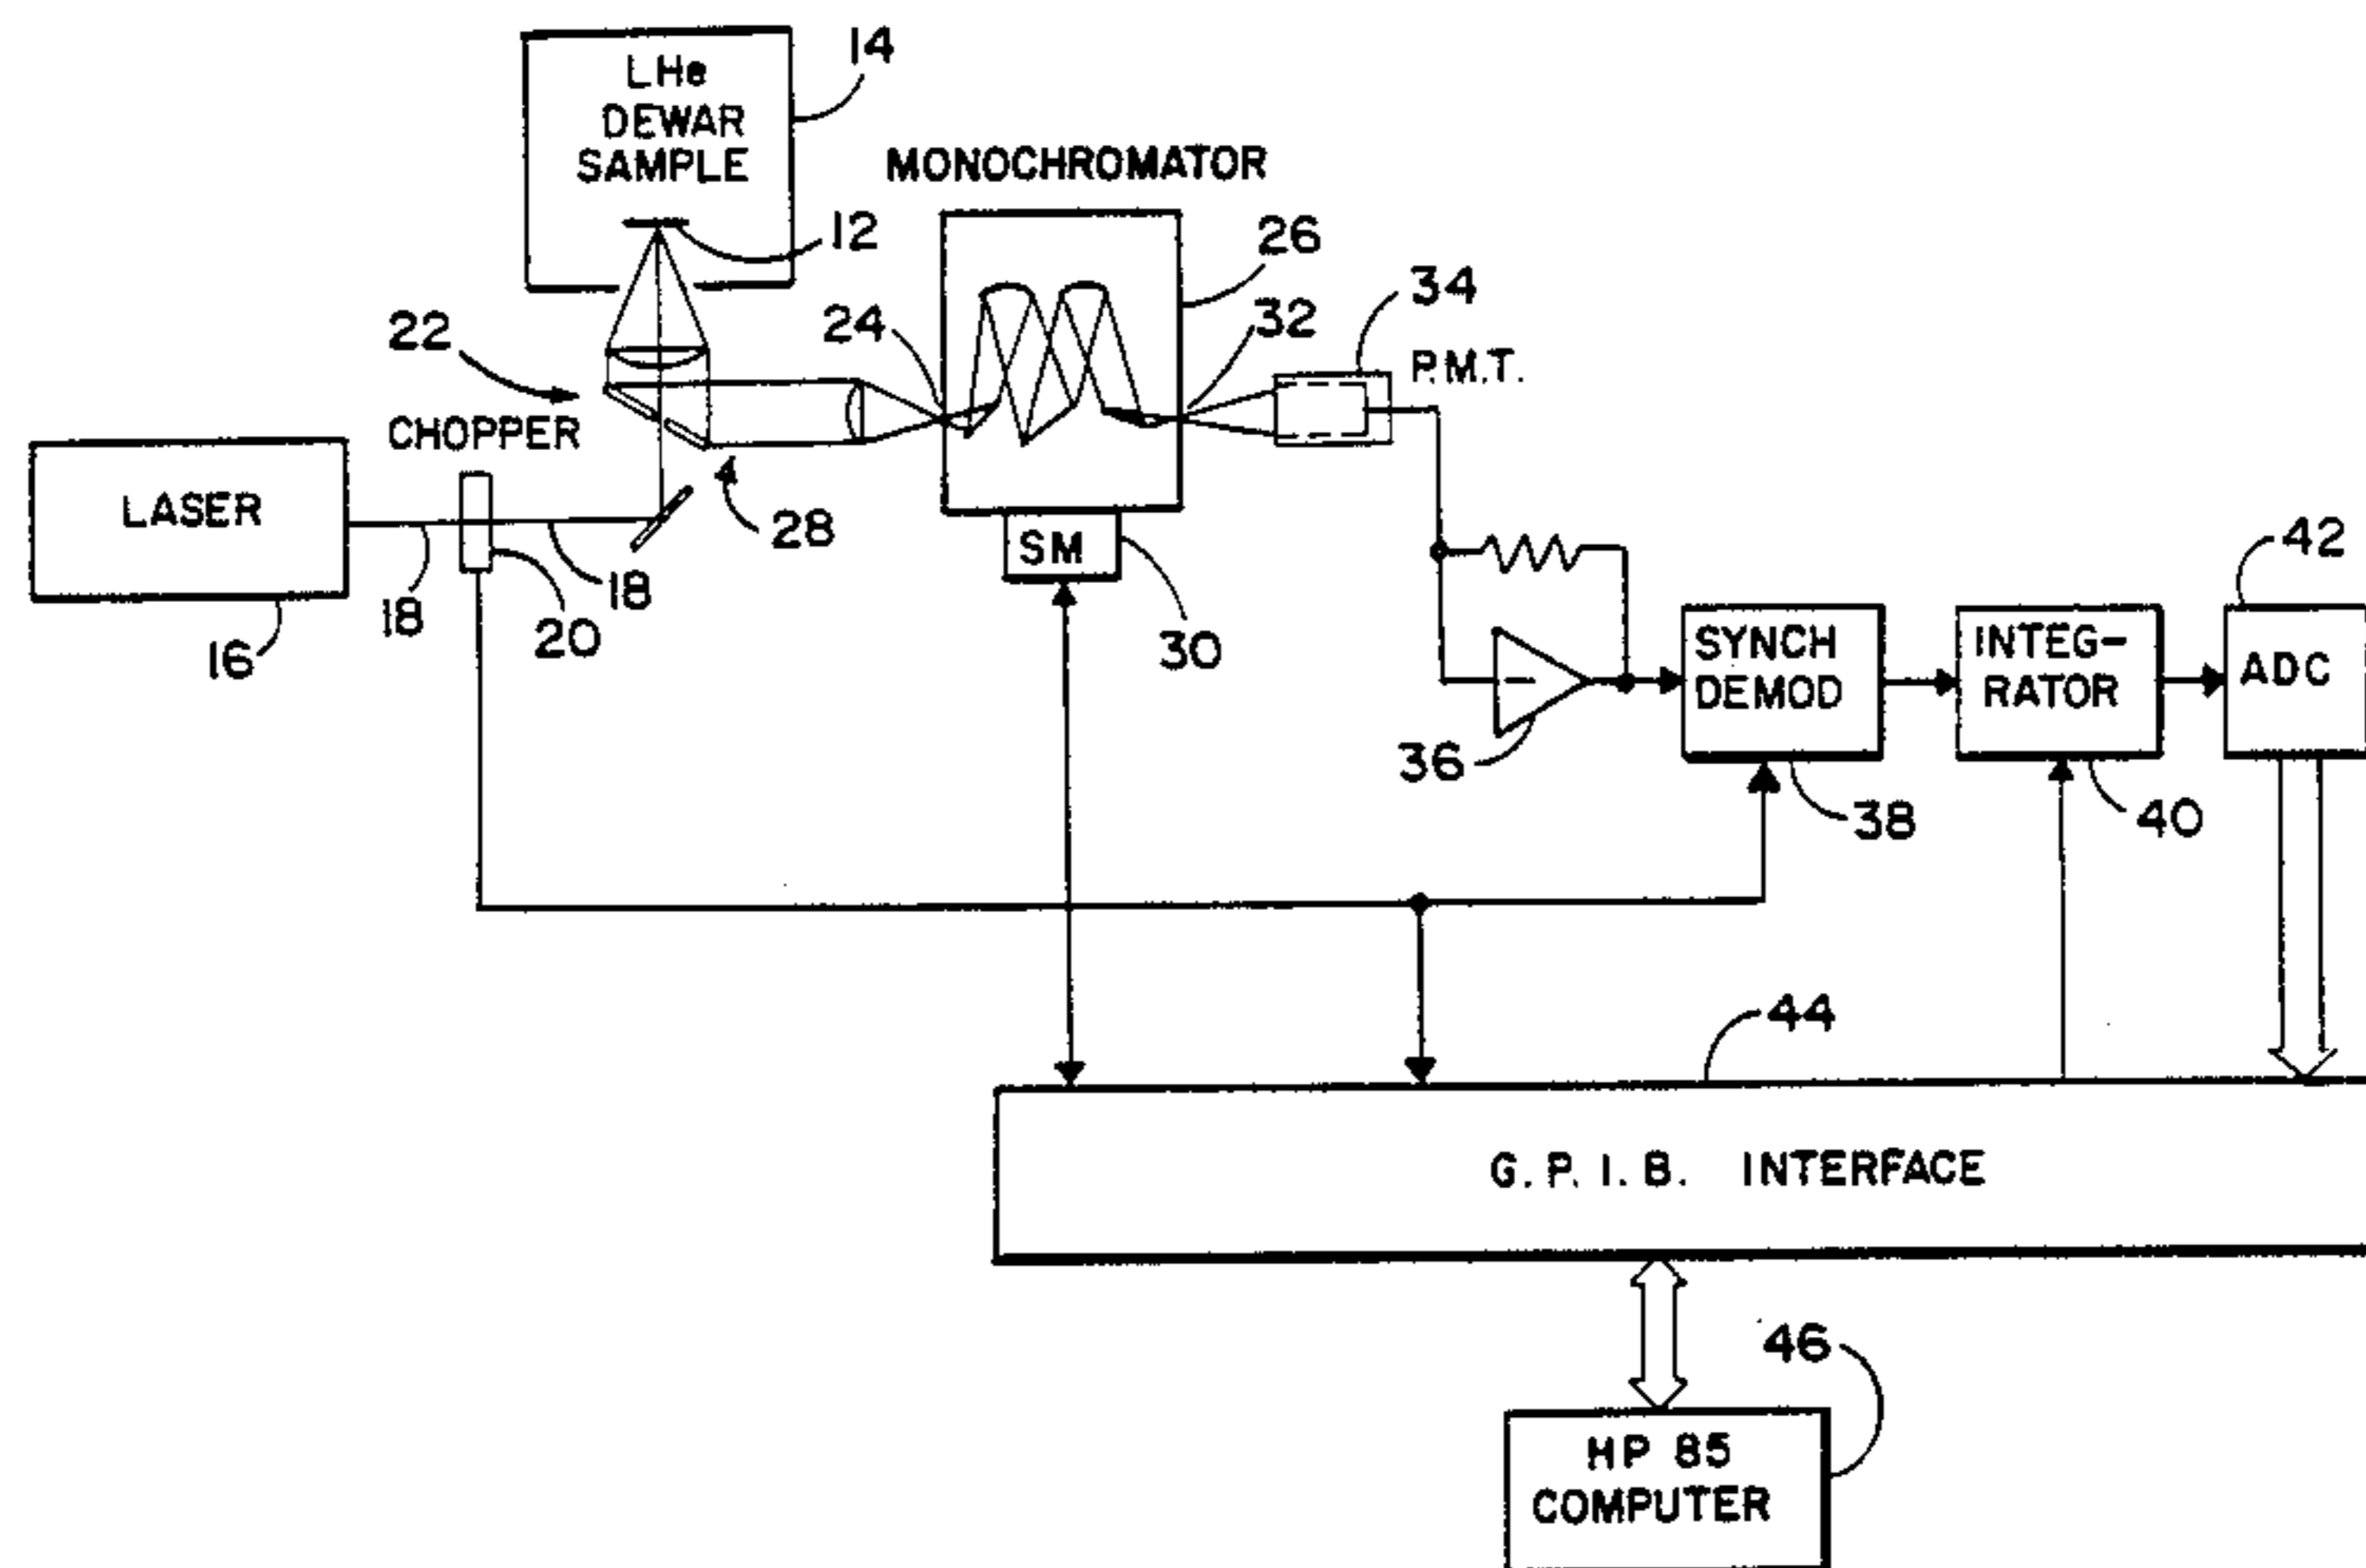 LHe
DEWAR
SAMPLE
14
12
MONOCHROMATOR
26
24
32
34
P.M.T.
22
CHOPPER
28
LASER
18
18
20
16
SM
30
36
SYNCH
DEMOD
38
INTEG-
RATOR
40
42
ADC
44
G.P.I.B. INTERFACE
46
HP 85
COMPUTER